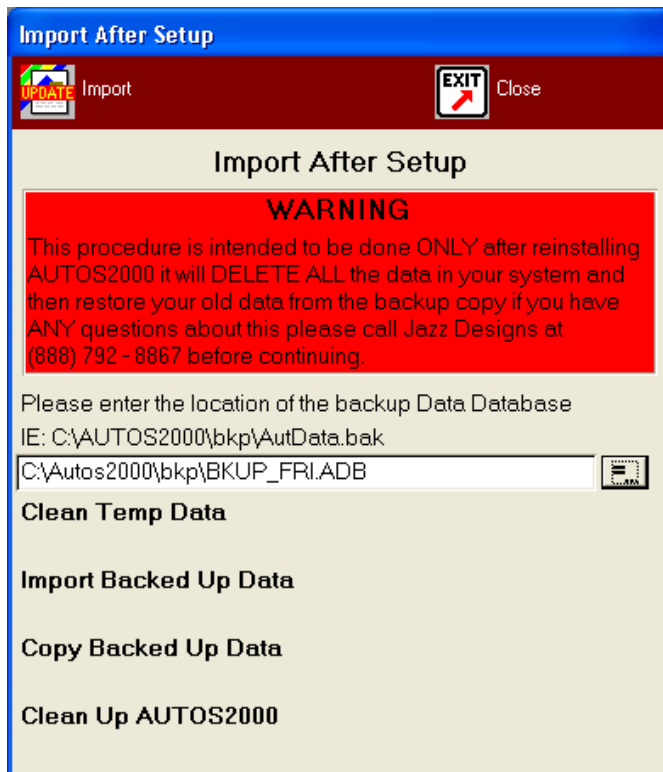 Import After Setup
UPDATE Import
EXIT Close
Import After Setup
WARNING
This procedure is intended to be done ONLY after reinstalling
AUTOS2000 it will DELETE ALL the data in your system and
then restore your old data from the backup copy if you have
ANY questions about this please call Jazz Designs at
(888) 792 - 8867 before continuing.
Please enter the location of the backup Data Database
IE: C:\AUTOS2000\bkp\AutData.bak
C:\Autos2000\bkp\BKUP_FRI.ADB
Clean Temp Data
Import Backed Up Data
Copy Backed Up Data
Clean Up AUTOS2000